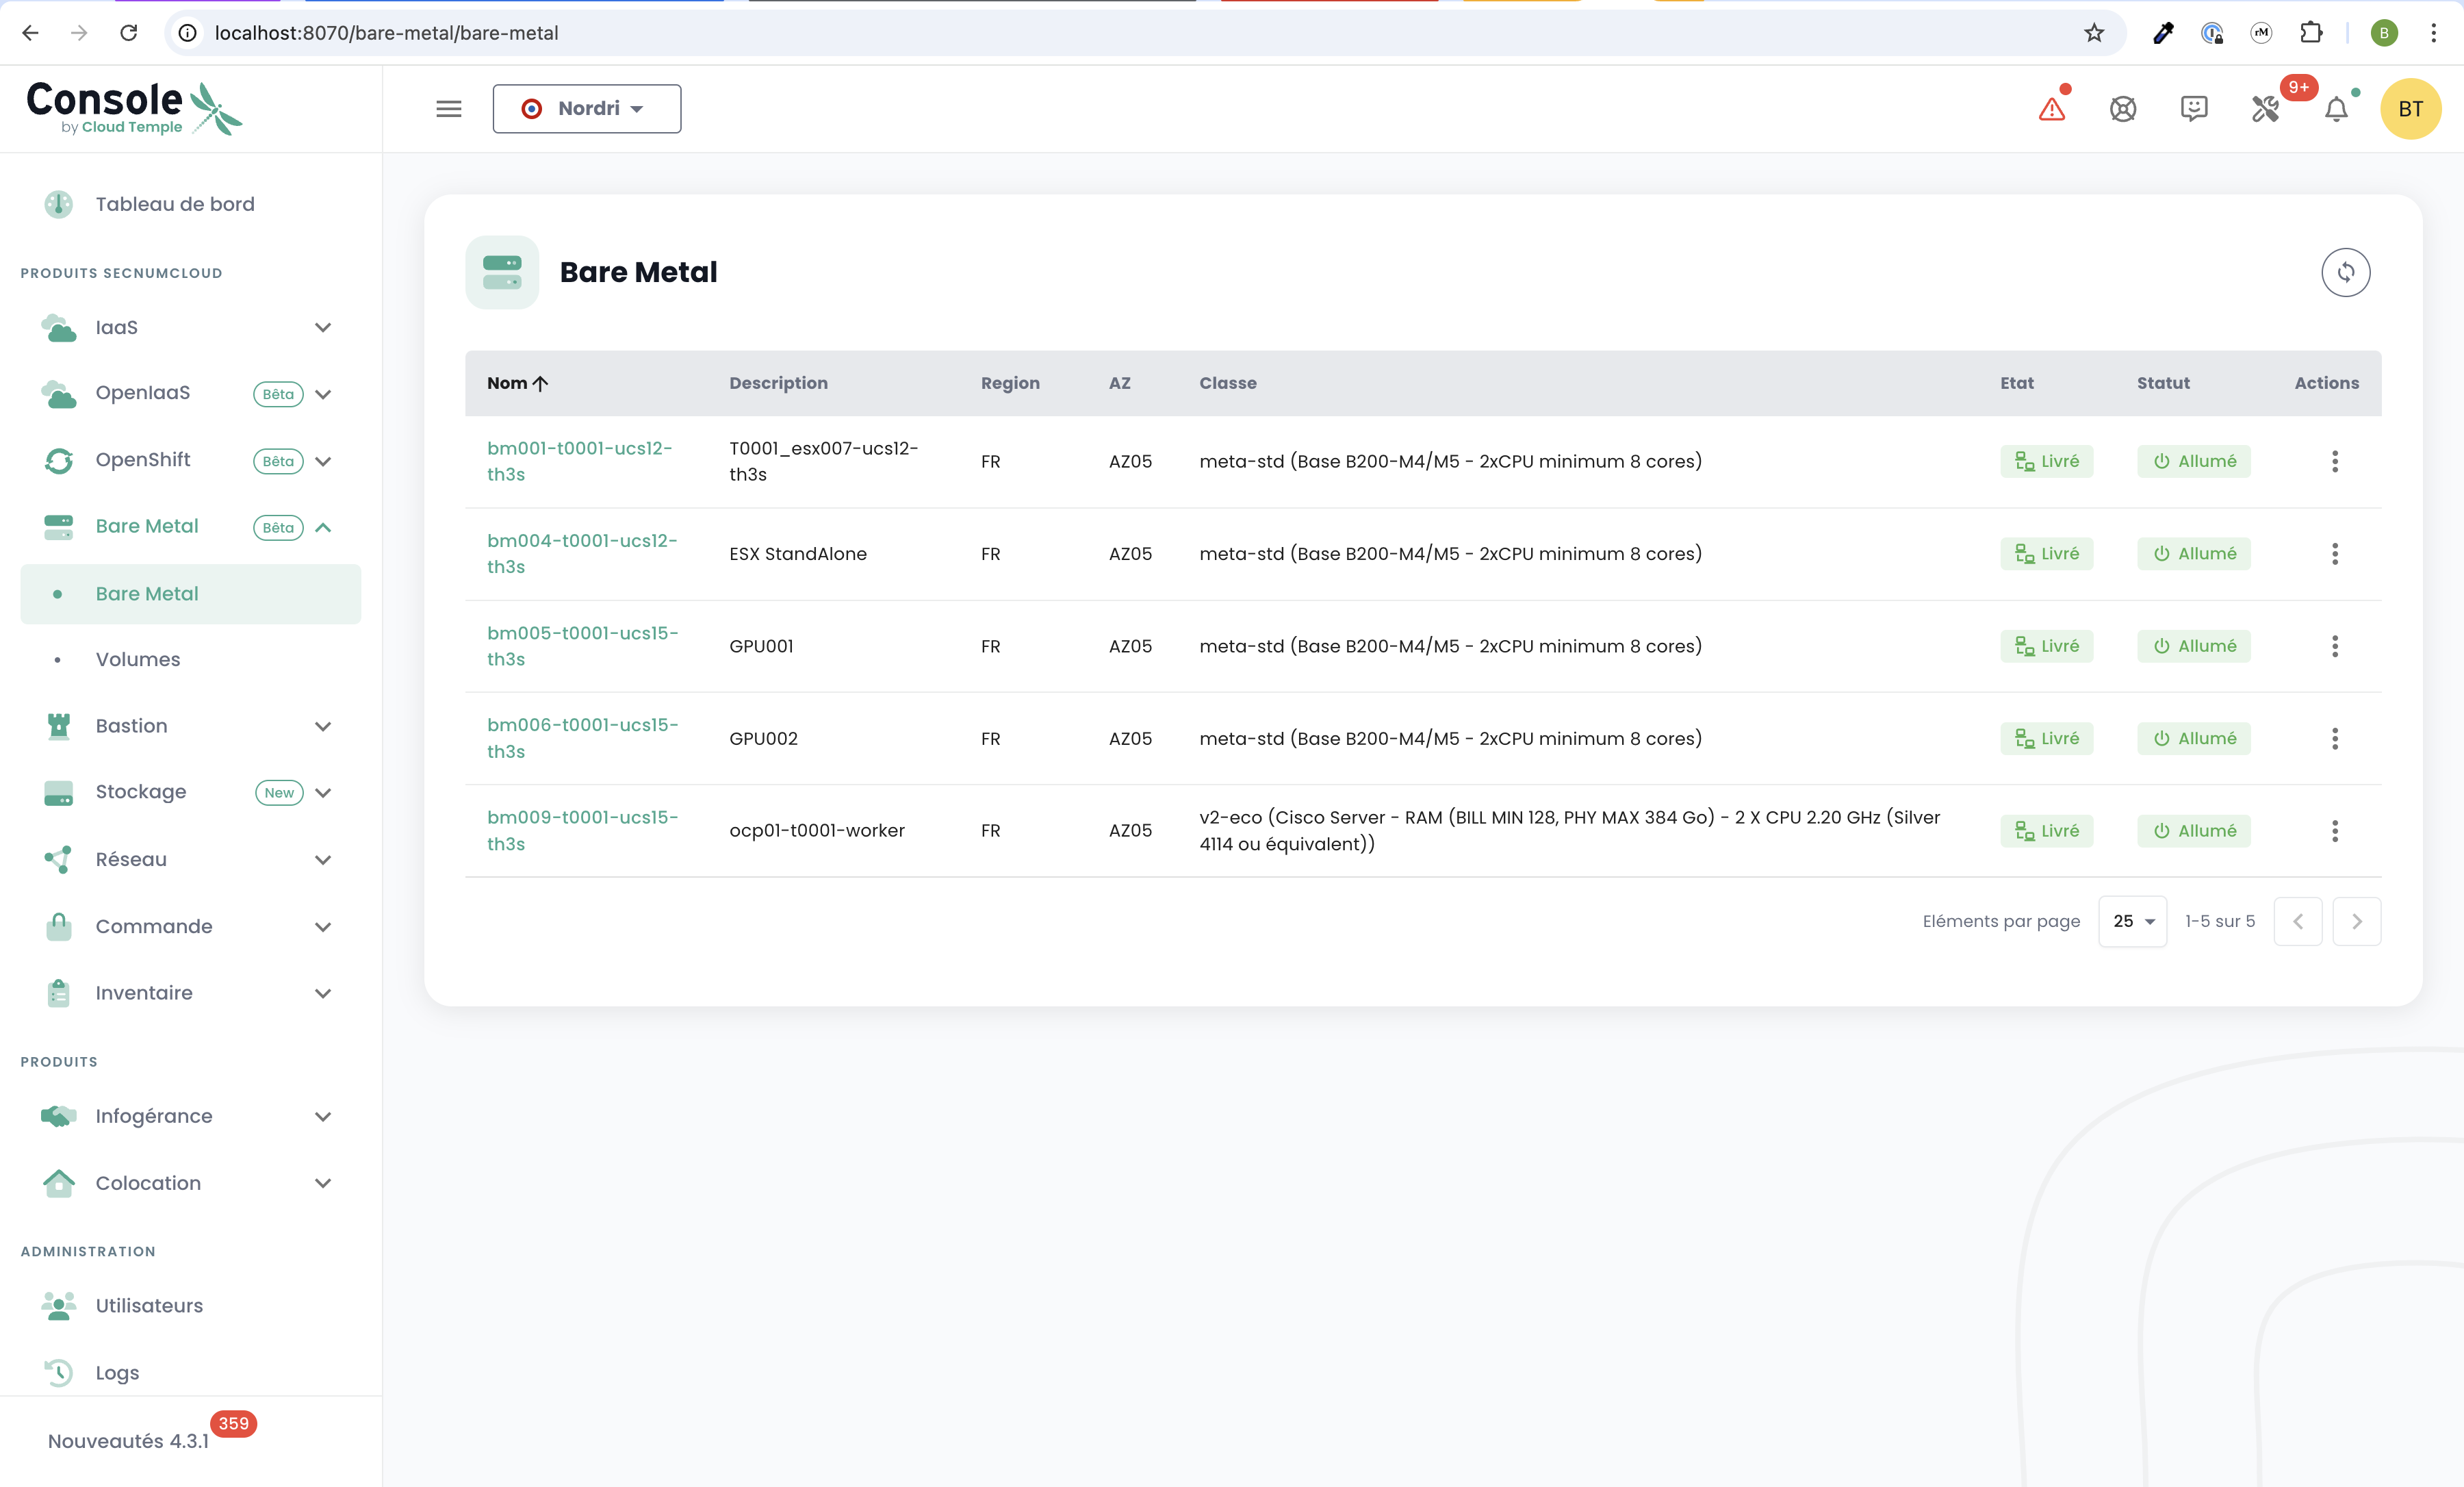 localhost:8070/bare-metal/bare-metal
rM
B
Console
by Cloud Temple
Nordri
9+
BT
Tableau de bord
PRODUITS SECNUMCLOUD
IaaS
OpenIaaS
Bêta
OpenShift
Bêta
Bare Metal
Bêta
Bare Metal
Volumes
Bastion
Stockage
New
Réseau
Commande
Inventaire
PRODUITS
Infogérance
Colocation
ADMINISTRATION
Utilisateurs
Logs
Nouveautés 4.3.1
359
Bare Metal
Nom Description Region AZ Classe Etat Statut Actions
bm001-t0001-ucs12-
th3s
T0001_esx007-ucs12-
th3s
FR AZ05 meta-std (Base B200-M4/M5 - 2xCPU minimum 8 cores) Livré Allumé
bm004-t0001-ucs12-
th3s
ESX StandAlone FR AZ05 meta-std (Base B200-M4/M5 - 2xCPU minimum 8 cores) Livré Allumé
bm005-t0001-ucs15-
th3s
GPU001 FR AZ05 meta-std (Base B200-M4/M5 - 2xCPU minimum 8 cores) Livré Allumé
bm006-t0001-ucs15-
th3s
GPU002 FR AZ05 meta-std (Base B200-M4/M5 - 2xCPU minimum 8 cores) Livré Allumé
bm009-t0001-ucs15-
th3s
ocp01-t0001-worker FR AZ05
v2-eco (Cisco Server - RAM (BILL MIN 128, PHY MAX 384 Go) - 2 X CPU 2.20 GHz (Silver
4114 ou équivalent))
Livré Allumé
Eléments par page 25 1-5 sur 5